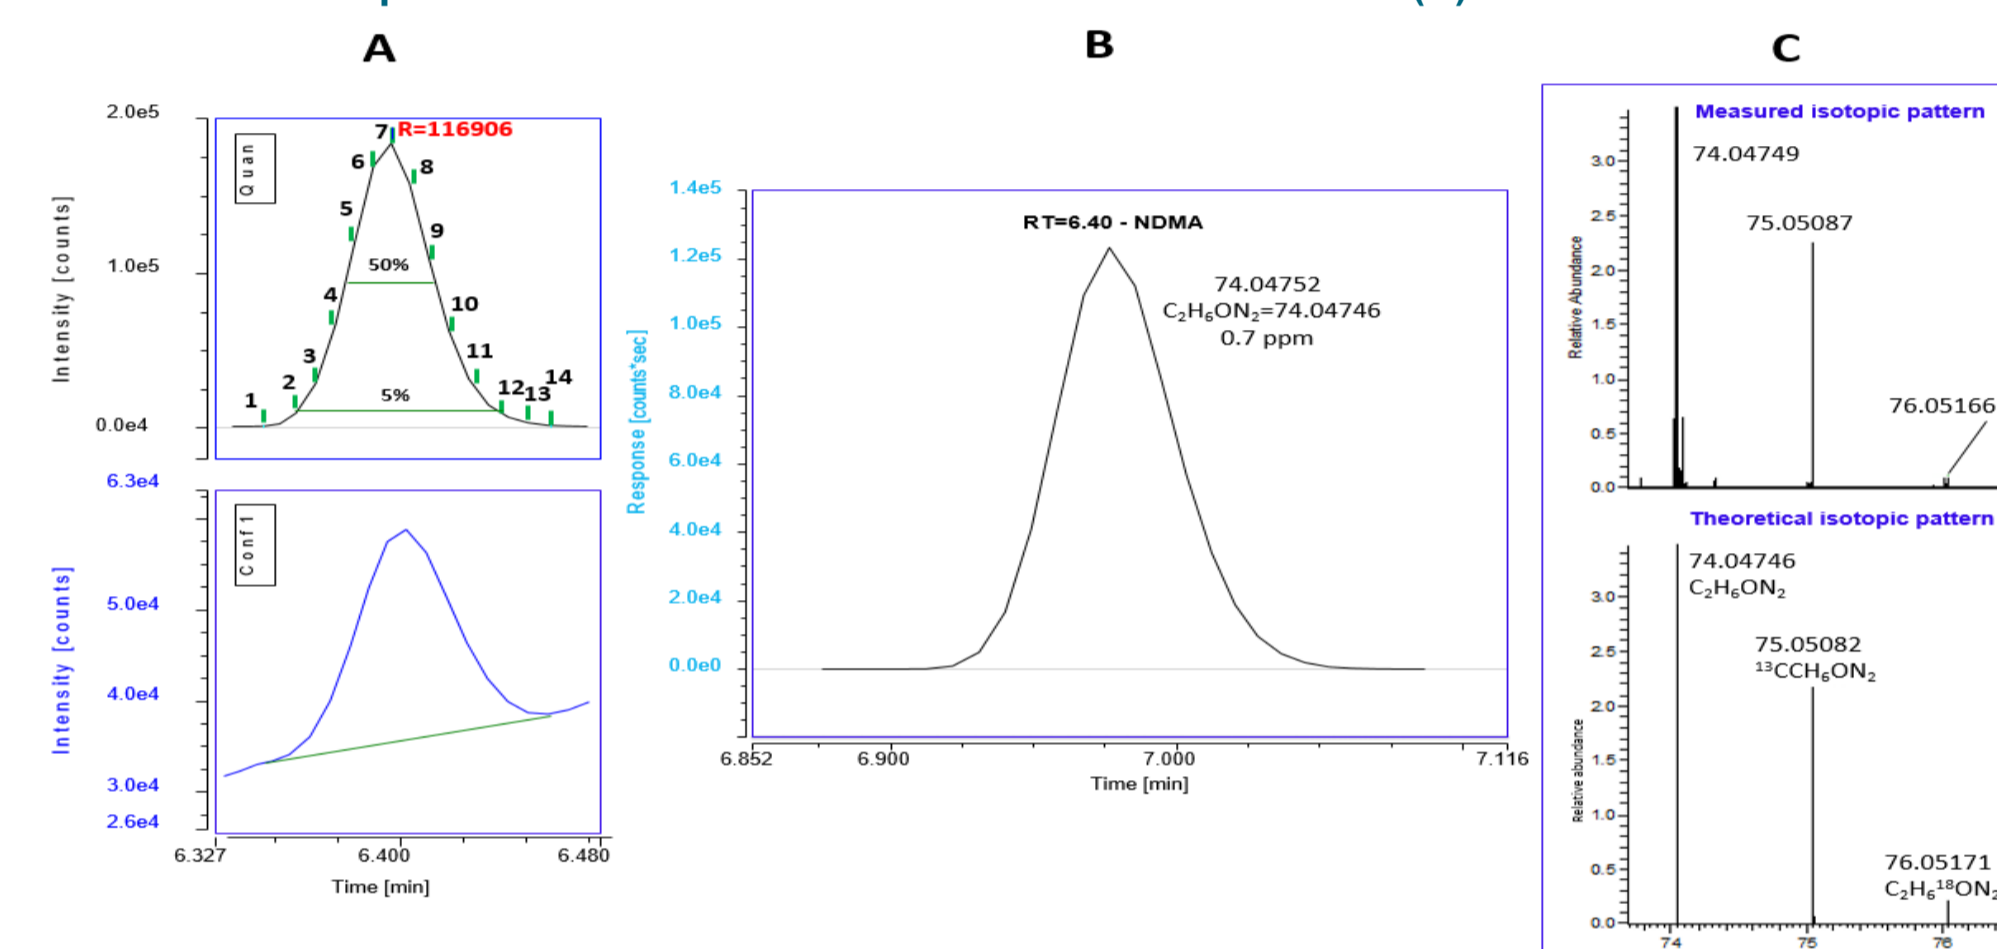 A
2.0e5
1.0e5
0.0e4
Intensity [counts]
Quan
R=116906
1
2
3
4
5
6
7
8
9
10
11
12
13
14
50%
5%
6.3e4
5.0e4
4.0e4
3.0e4
2.6e4
Intensity [counts]
Conf 1
6.327
6.400
6.480
Time [min]
B
1.4e5
1.2e5
1.0e5
8.0e4
6.0e4
4.0e4
2.0e4
0.0e0
Response [counts*sec]
RT=6.40 - NDMA
74.04752
C₂H₆ON₂=74.04746
0.7 ppm
6.852
6.900
7.000
7.116
Time [min]
C
Measured isotopic pattern
74.04749
75.05087
76.05166
3.0
2.5
2.0
1.5
1.0
0.5
0.0
Relative Abundance
Theoretical isotopic pattern
74.04746
C₂H₆ON₂
75.05082
¹³CCH₆ON₂
76.05171
C₂H₆¹⁸ON₂
3.0
2.5
2.0
1.5
1.0
0.5
0.0
Relative abundance
74
75
76